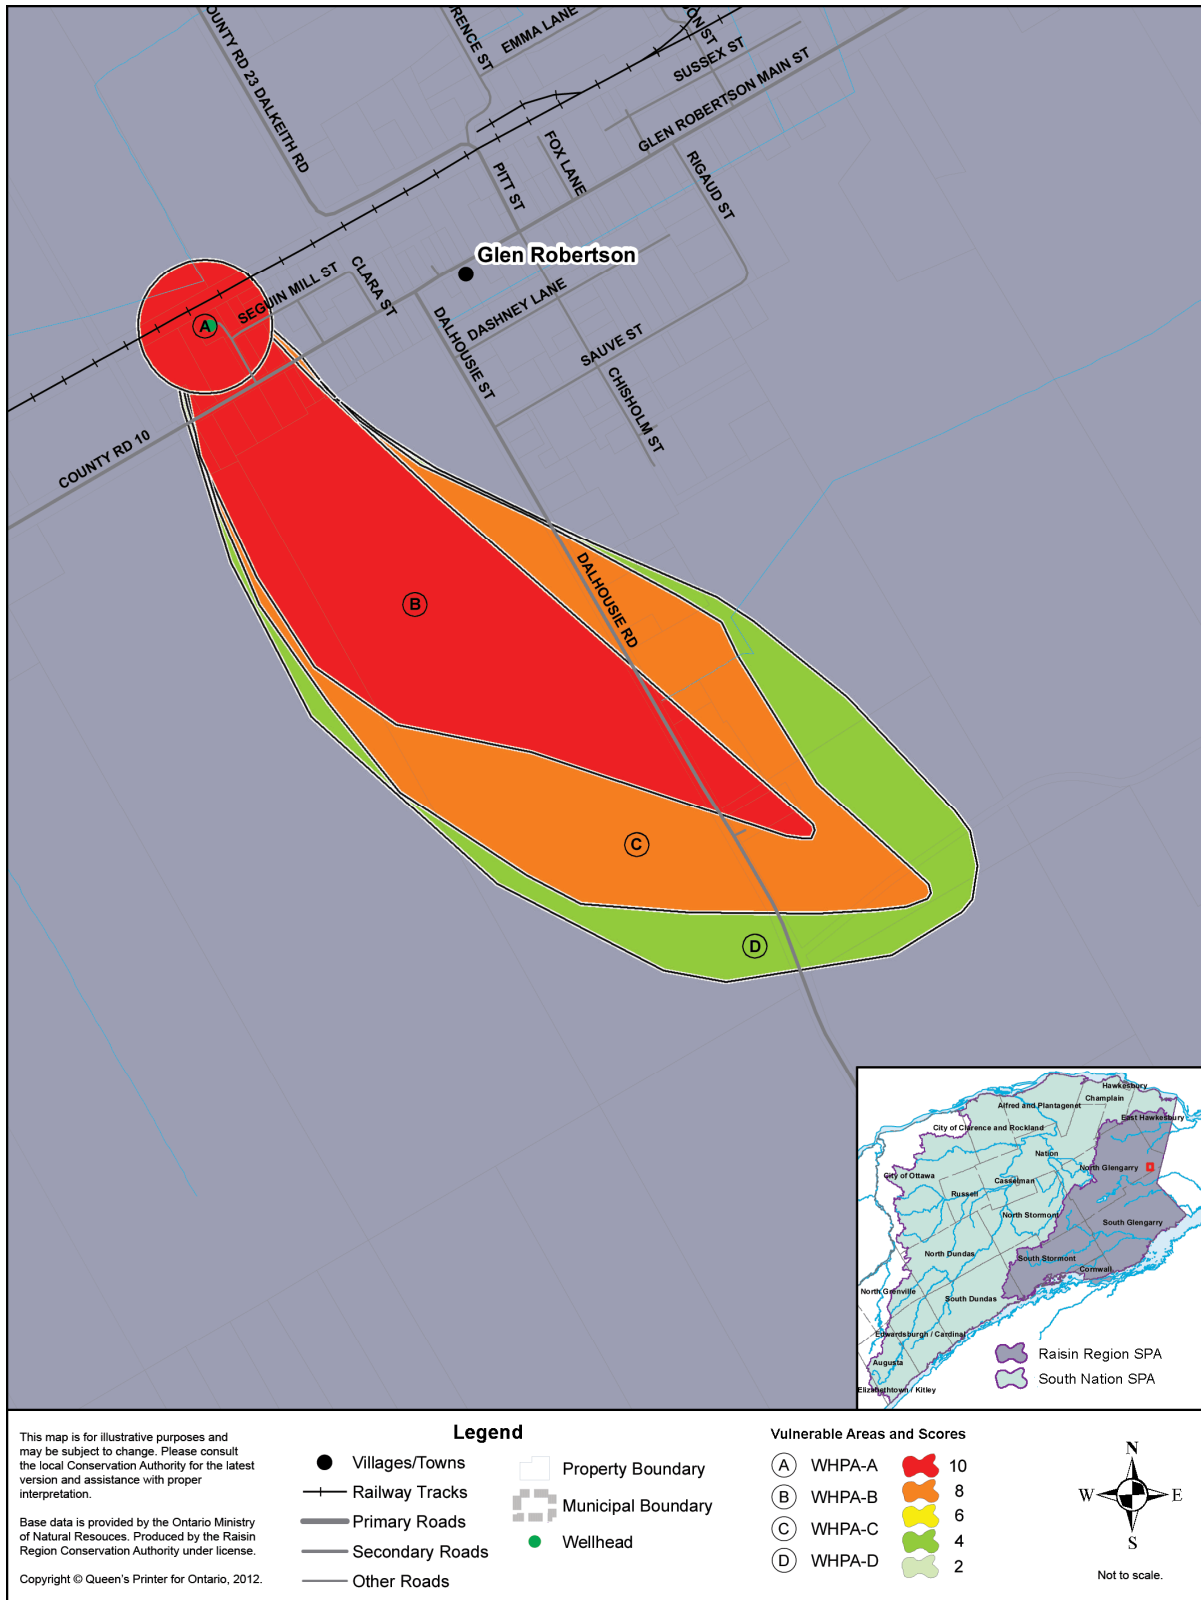 COUNTY RD 23 DALKEITH RD
RENCE ST
EMMA LANE
ON ST
SUSSEX ST
GLEN ROBERTSON MAIN ST
FOX LANE
PITT ST
RIGAUD ST
Glen Robertson
SEGUIN MILL ST
CLARA ST
DASHNEY LANE
DALHOUSIE ST
SAUVE ST
CHISHOLM ST
A
COUNTY RD 10
B
DALHOUSIE RD
C
D
Hawkesbury
Champlain
Alfred and Plantagenet
East Hawkesbury
City of Clarence and Rockland
Nation
North Glengarry
City of Ottawa
Casselman
Russell
North Stormont
South Glengarry
North Dundas
South Stormont
Cornwall
North Grenville
South Dundas
Edwardsburgh / Cardinal
Augusta
Elizabethtown / Kitley
Raisin Region SPA
South Nation SPA
This map is for illustrative purposes and
may be subject to change. Please consult
the local Conservation Authority for the latest
version and assistance with proper
interpretation.
Base data is provided by the Ontario Ministry
of Natural Resouces. Produced by the Raisin
Region Conservation Authority under license.
Copyright © Queen's Printer for Ontario, 2012.
Legend
Villages/Towns
Railway Tracks
Primary Roads
Secondary Roads
Other Roads
Property Boundary
Municipal Boundary
Wellhead
Vulnerable Areas and Scores
A WHPA-A 10
B WHPA-B 8
6
C WHPA-C 4
D WHPA-D 2
N
W E
S
Not to scale.